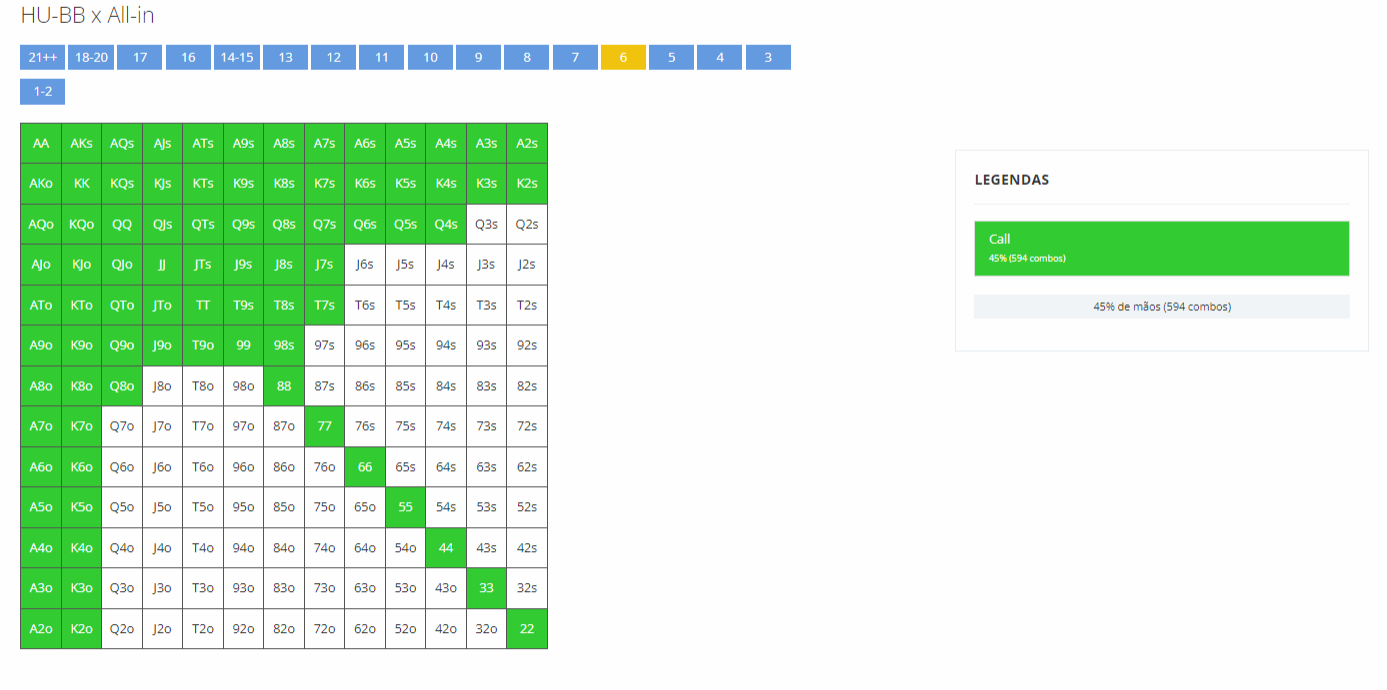 HU-BB x All-in
21++ 18-20 17 16 14-15 13 12 11 10 9 8 7 6 5 4 3
1-2
AA AKs AQs AJs ATs A9s A8s A7s A6s A5s A4s A3s A2s
AKo KK KQs KJs KTs K9s K8s K7s K6s K5s K4s K3s K2s
AQo KQo QQ QJs QTs Q9s Q8s Q7s Q6s Q5s Q4s Q3s Q2s
AJo KJo QJo JJ JTs J9s J8s J7s J6s J5s J4s J3s J2s
ATo KTo QTo JTo TT T9s T8s T7s T6s T5s T4s T3s T2s
A9o K9o Q9o J9o T9o 99 98s 97s 96s 95s 94s 93s 92s
A8o K8o Q8o J8o T8o 98o 88 87s 86s 85s 84s 83s 82s
A7o K7o Q7o J7o T7o 97o 87o 77 76s 75s 74s 73s 72s
A6o K6o Q6o J6o T6o 96o 86o 76o 66 65s 64s 63s 62s
A5o K5o Q5o J5o T5o 95o 85o 75o 65o 55 54s 53s 52s
A4o K4o Q4o J4o T4o 94o 84o 74o 64o 54o 44 43s 42s
A3o K3o Q3o J3o T3o 93o 83o 73o 63o 53o 43o 33 32s
A2o K2o Q2o J2o T2o 92o 82o 72o 62o 52o 42o 32o 22
LEGENDAS
Call
45% (594 combos)
45% de mãos (594 combos)